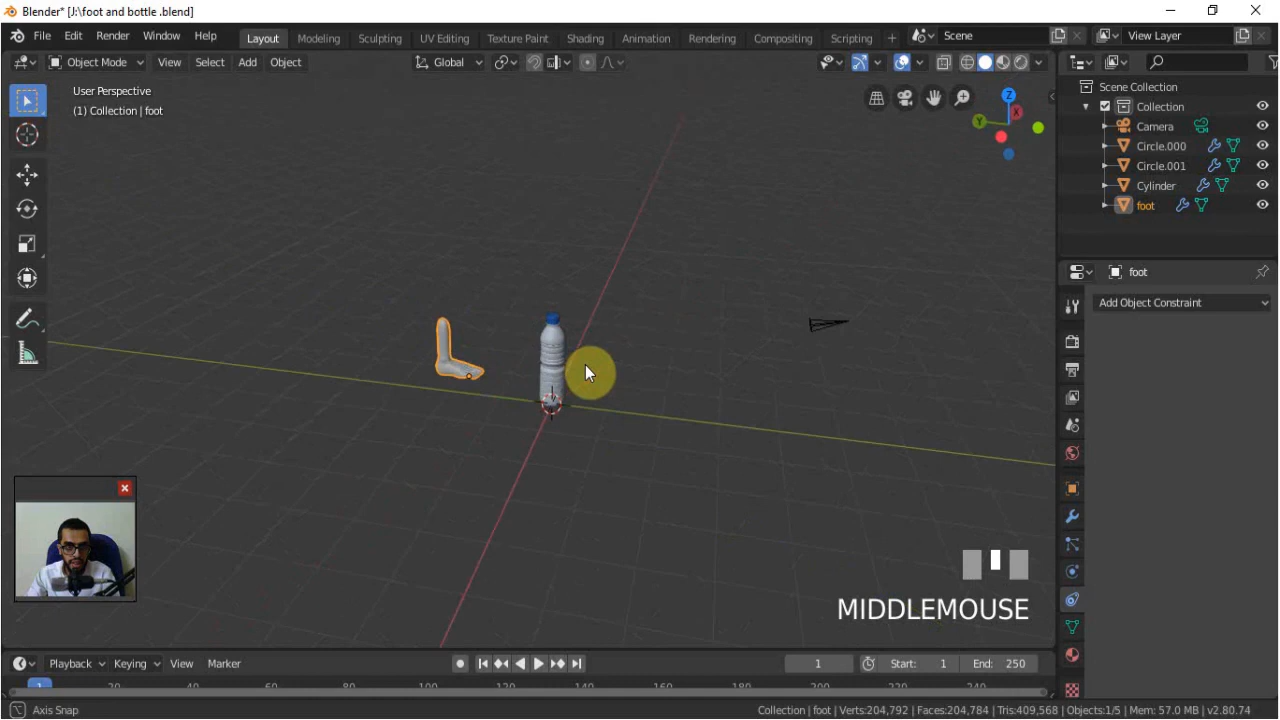 Blender* [J:\foot and bottle .blend]
File Edit Render Window Help Layout Modeling Sculpting UV Editing Texture Paint Shading Animation Rendering Compositing Scripting + Scene View Layer
Object Mode View Select Add Object Global
User Perspective
(1) Collection | foot
Scene Collection
Collection
Camera
Circle.000
Circle.001
Cylinder
foot
foot
Add Object Constraint
Z
X
Y
MIDDLEMOUSE
Playback Keying View Marker 1 Start: 1 End: 250
1 20 40 60 80 100 120 140 160 180 200 220 240
Axis Snap Collection | foot | Verts:204,792 | Faces:204,784 | Tris:409,568 | Objects:1/5 | Mem: 57.0 MB | v2.80.74